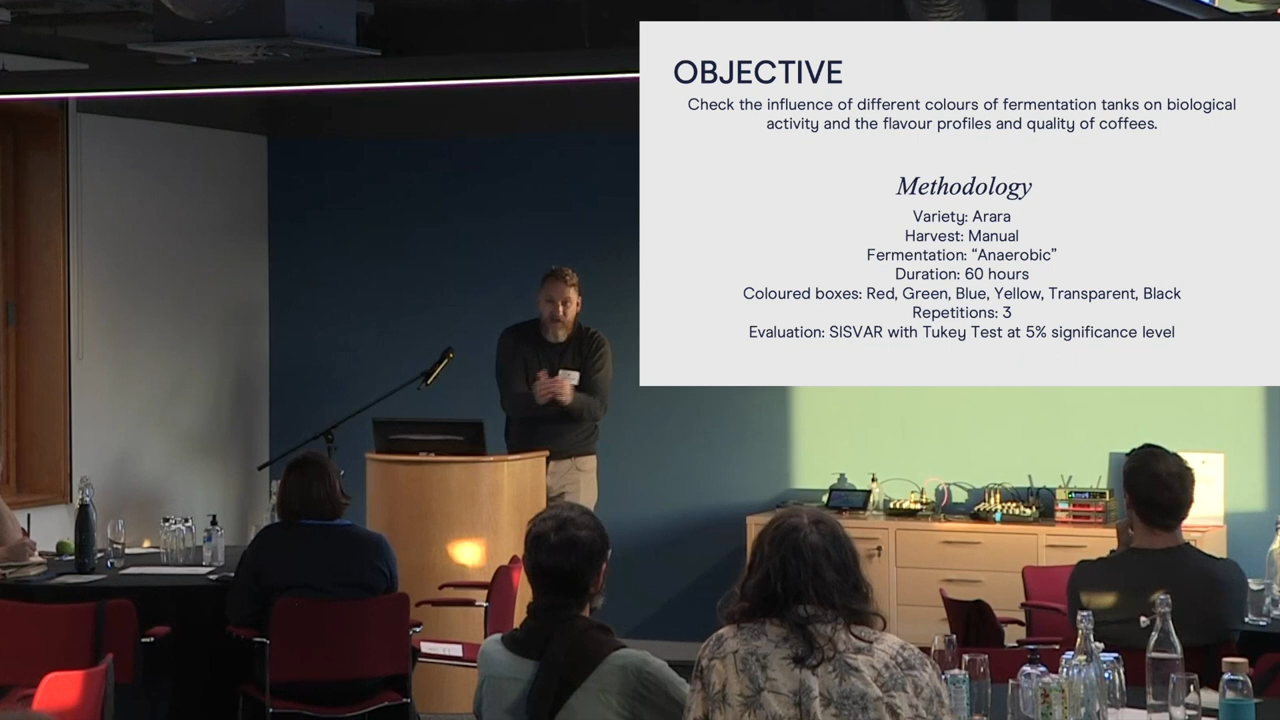 OBJECTIVE
Check the influence of different colours of fermentation tanks on biological
activity and the flavour profiles and quality of coffees.
Methodology
Variety: Arara
Harvest: Manual
Fermentation: “Anaerobic”
Duration: 60 hours
Coloured boxes: Red, Green, Blue, Yellow, Transparent, Black
Repetitions: 3
Evaluation: SISVAR with Tukey Test at 5% significance level